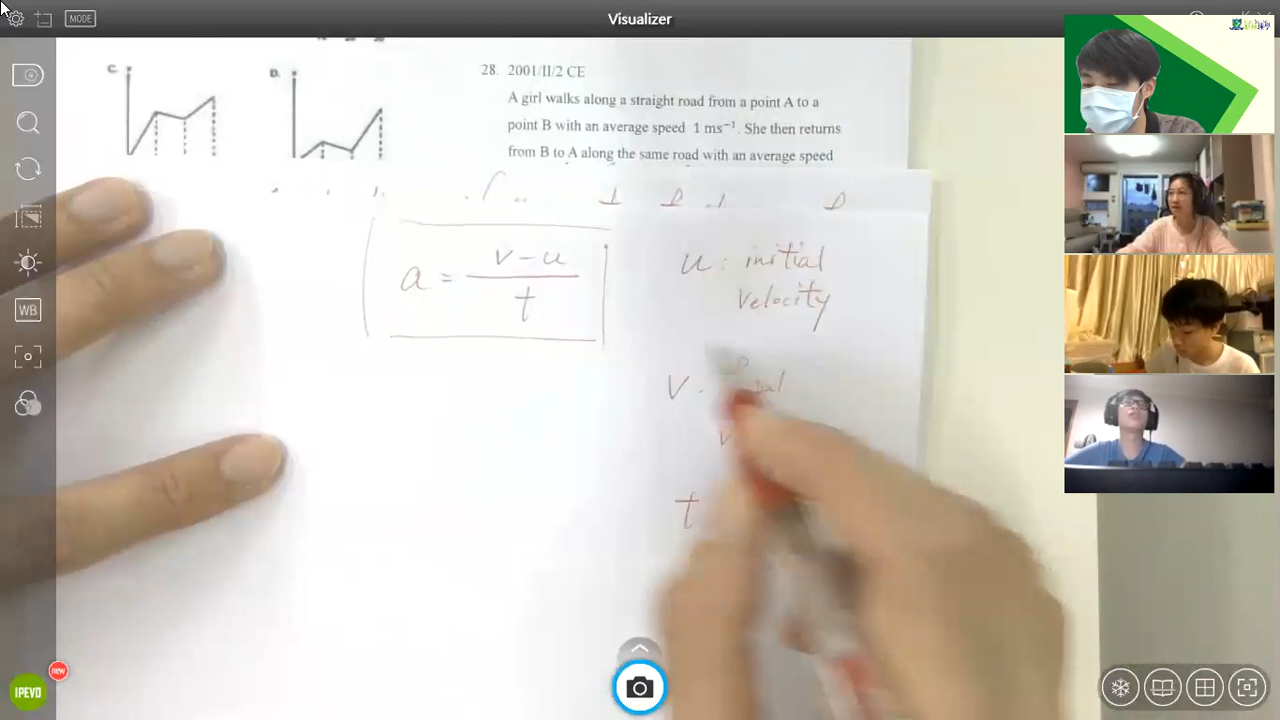 Visualizer
MODE
C.
D.
28. 2001/II/2 CE
A girl walks along a straight road from a point A to a
point B with an average speed 1 ms⁻¹. She then returns
from B to A along the same road with an average speed
a = v - u / t
u : initial
velocity
v
t
WB
new
IPEVO